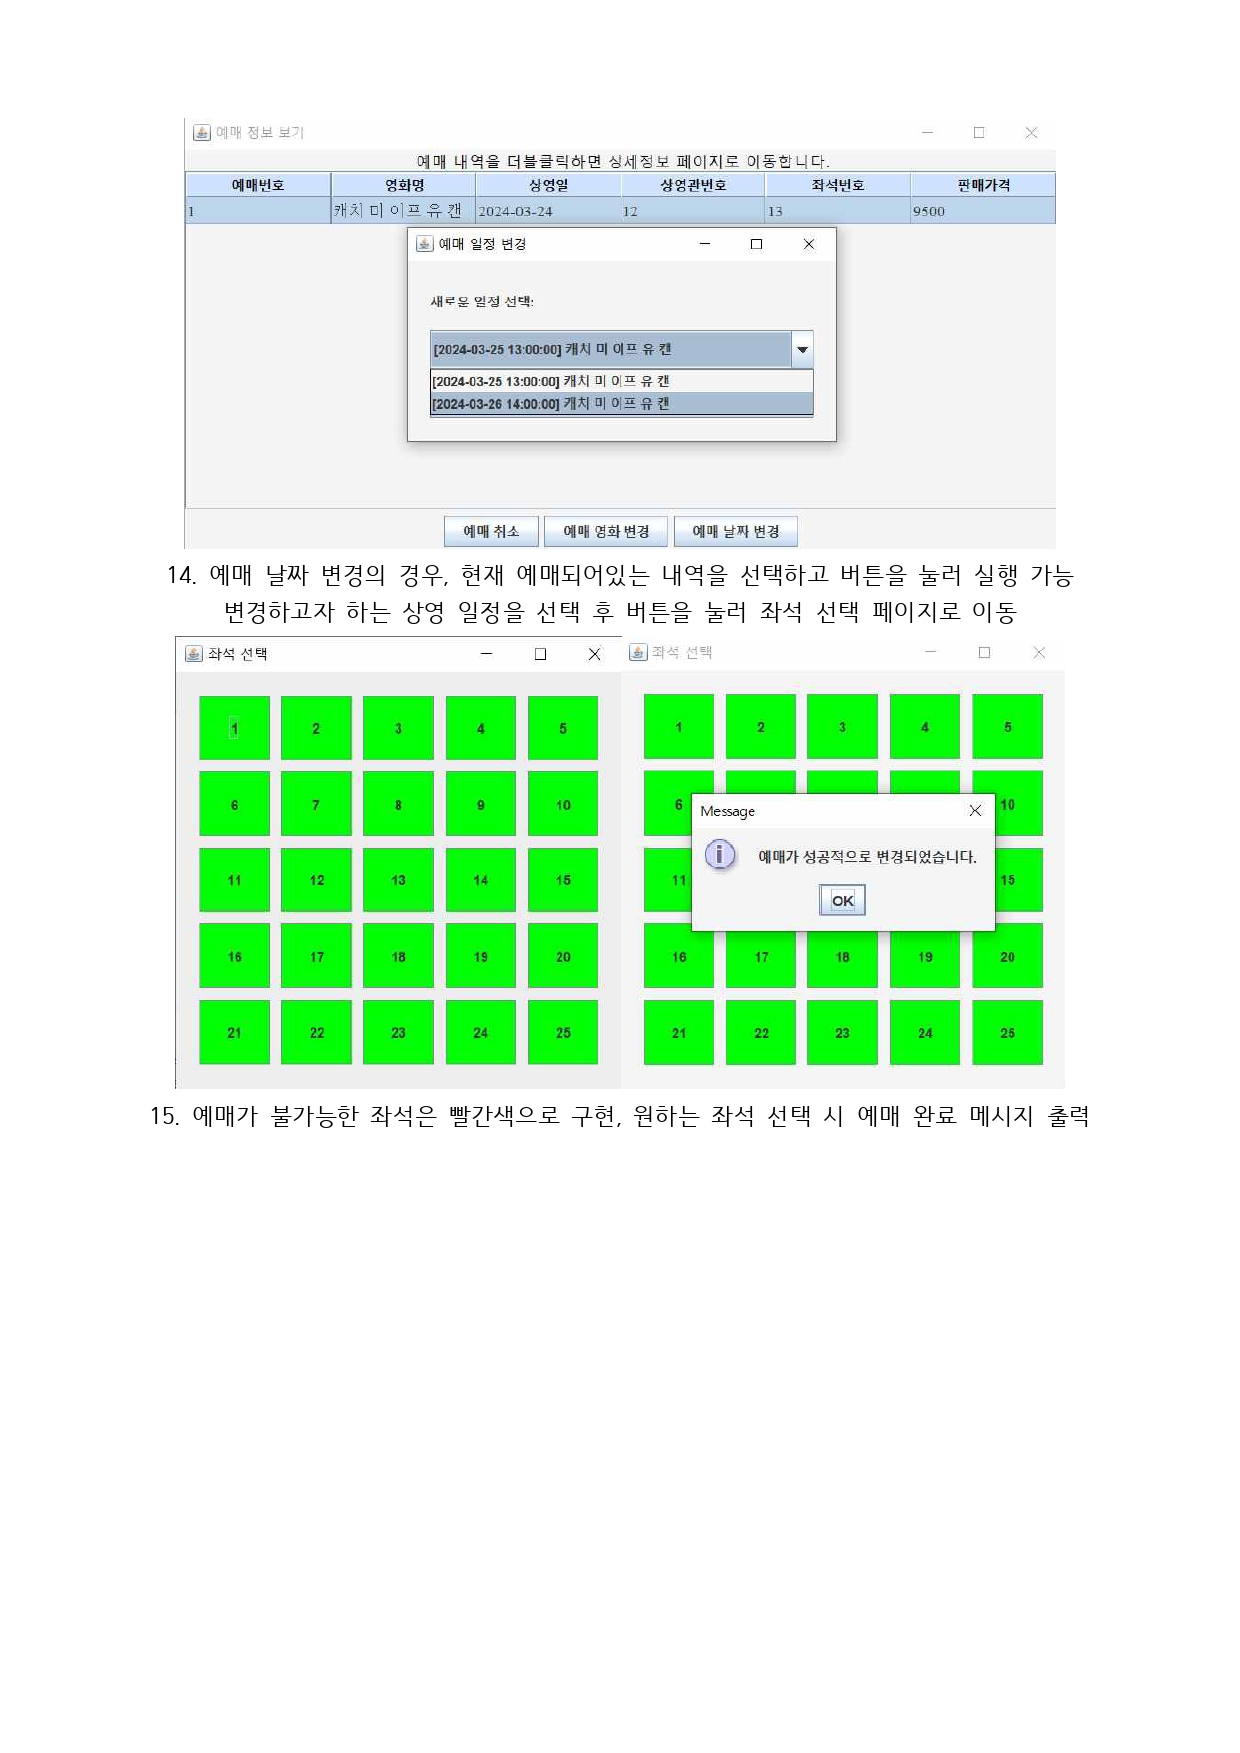 예매 정보 보기
예매 내역을 더블클릭하면 상세정보 페이지로 이동합니다.
예매번호 영화명 상영일 상영관번호 좌석번호 판매가격
1 캐치 미 이프 유 캔 2024-03-24 12 13 9500
예매 일정 변경
새로운 일정 선택:
[2024-03-25 13:00:00] 캐치 미 이프 유 캔
[2024-03-25 13:00:00] 캐치 미 이프 유 캔
[2024-03-26 14:00:00] 캐치 미 이프 유 캔
예매 취소 예매 영화 변경 예매 날짜 변경
14. 예매 날짜 변경의 경우, 현재 예매되어있는 내역을 선택하고 버튼을 눌러 실행 가능
변경하고자 하는 상영 일정을 선택 후 버튼을 눌러 좌석 선택 페이지로 이동
좌석 선택
1 2 3 4 5
6 7 8 9 10
11 12 13 14 15
16 17 18 19 20
21 22 23 24 25
좌석 선택
1 2 3 4 5
6 10
Message
예매가 성공적으로 변경되었습니다.
11 15
OK
16 17 18 19 20
21 22 23 24 25
15. 예매가 불가능한 좌석은 빨간색으로 구현, 원하는 좌석 선택 시 예매 완료 메시지 출력